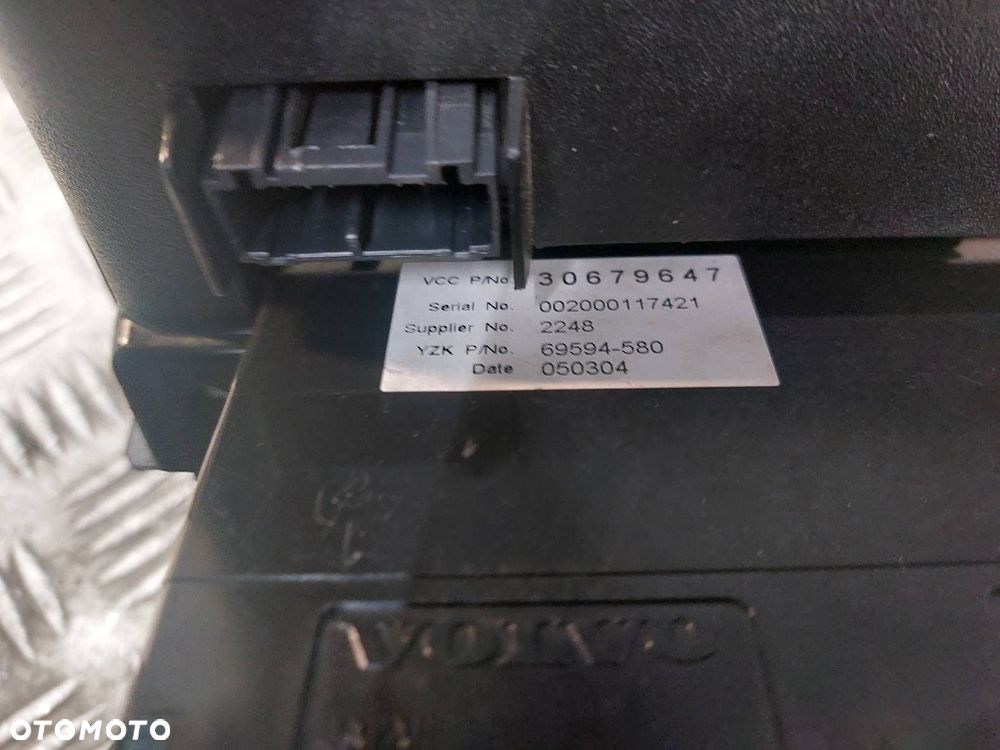 VCC P/No. 30679647
Serial No. 002000117421
Supplier No. 2248
YZK P/No. 69594-580
Date 050304
VOLVO
OTOMOTO